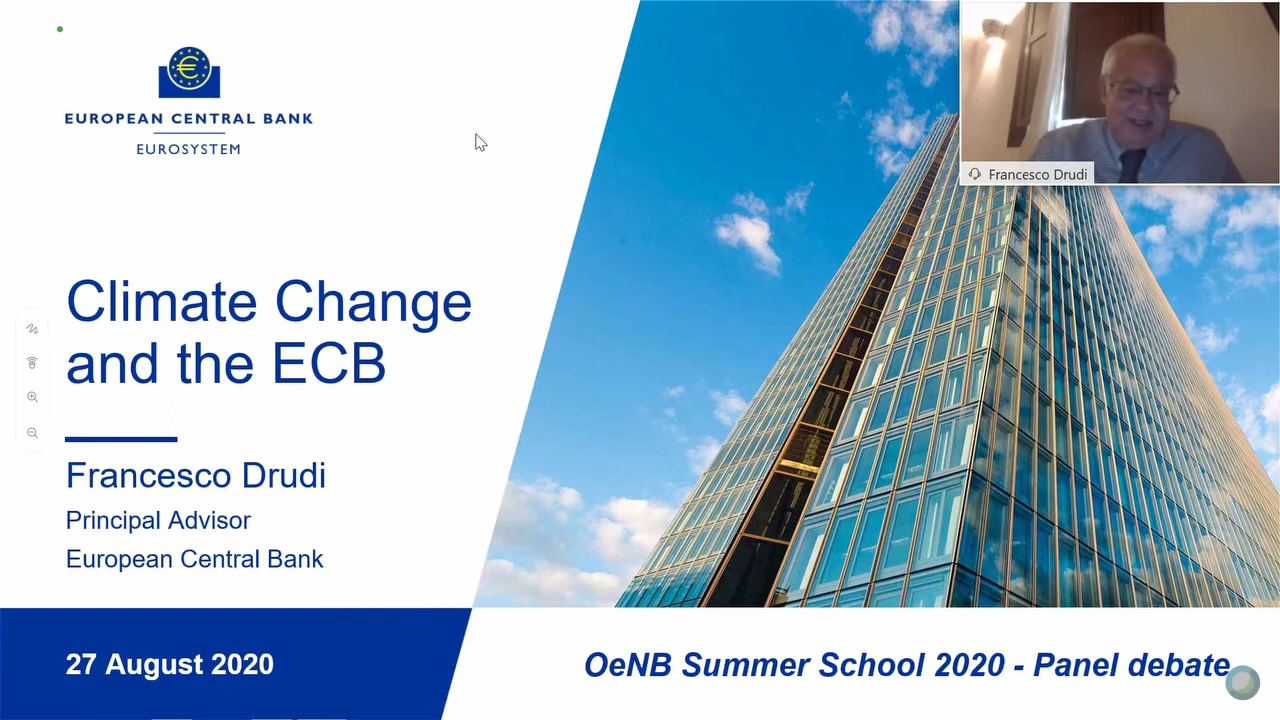 EUROPEAN CENTRAL BANK
EUROSYSTEM
Francesco Drudi
Climate Change
and the ECB
Francesco Drudi
Principal Advisor
European Central Bank
27 August 2020
OeNB Summer School 2020 - Panel debate